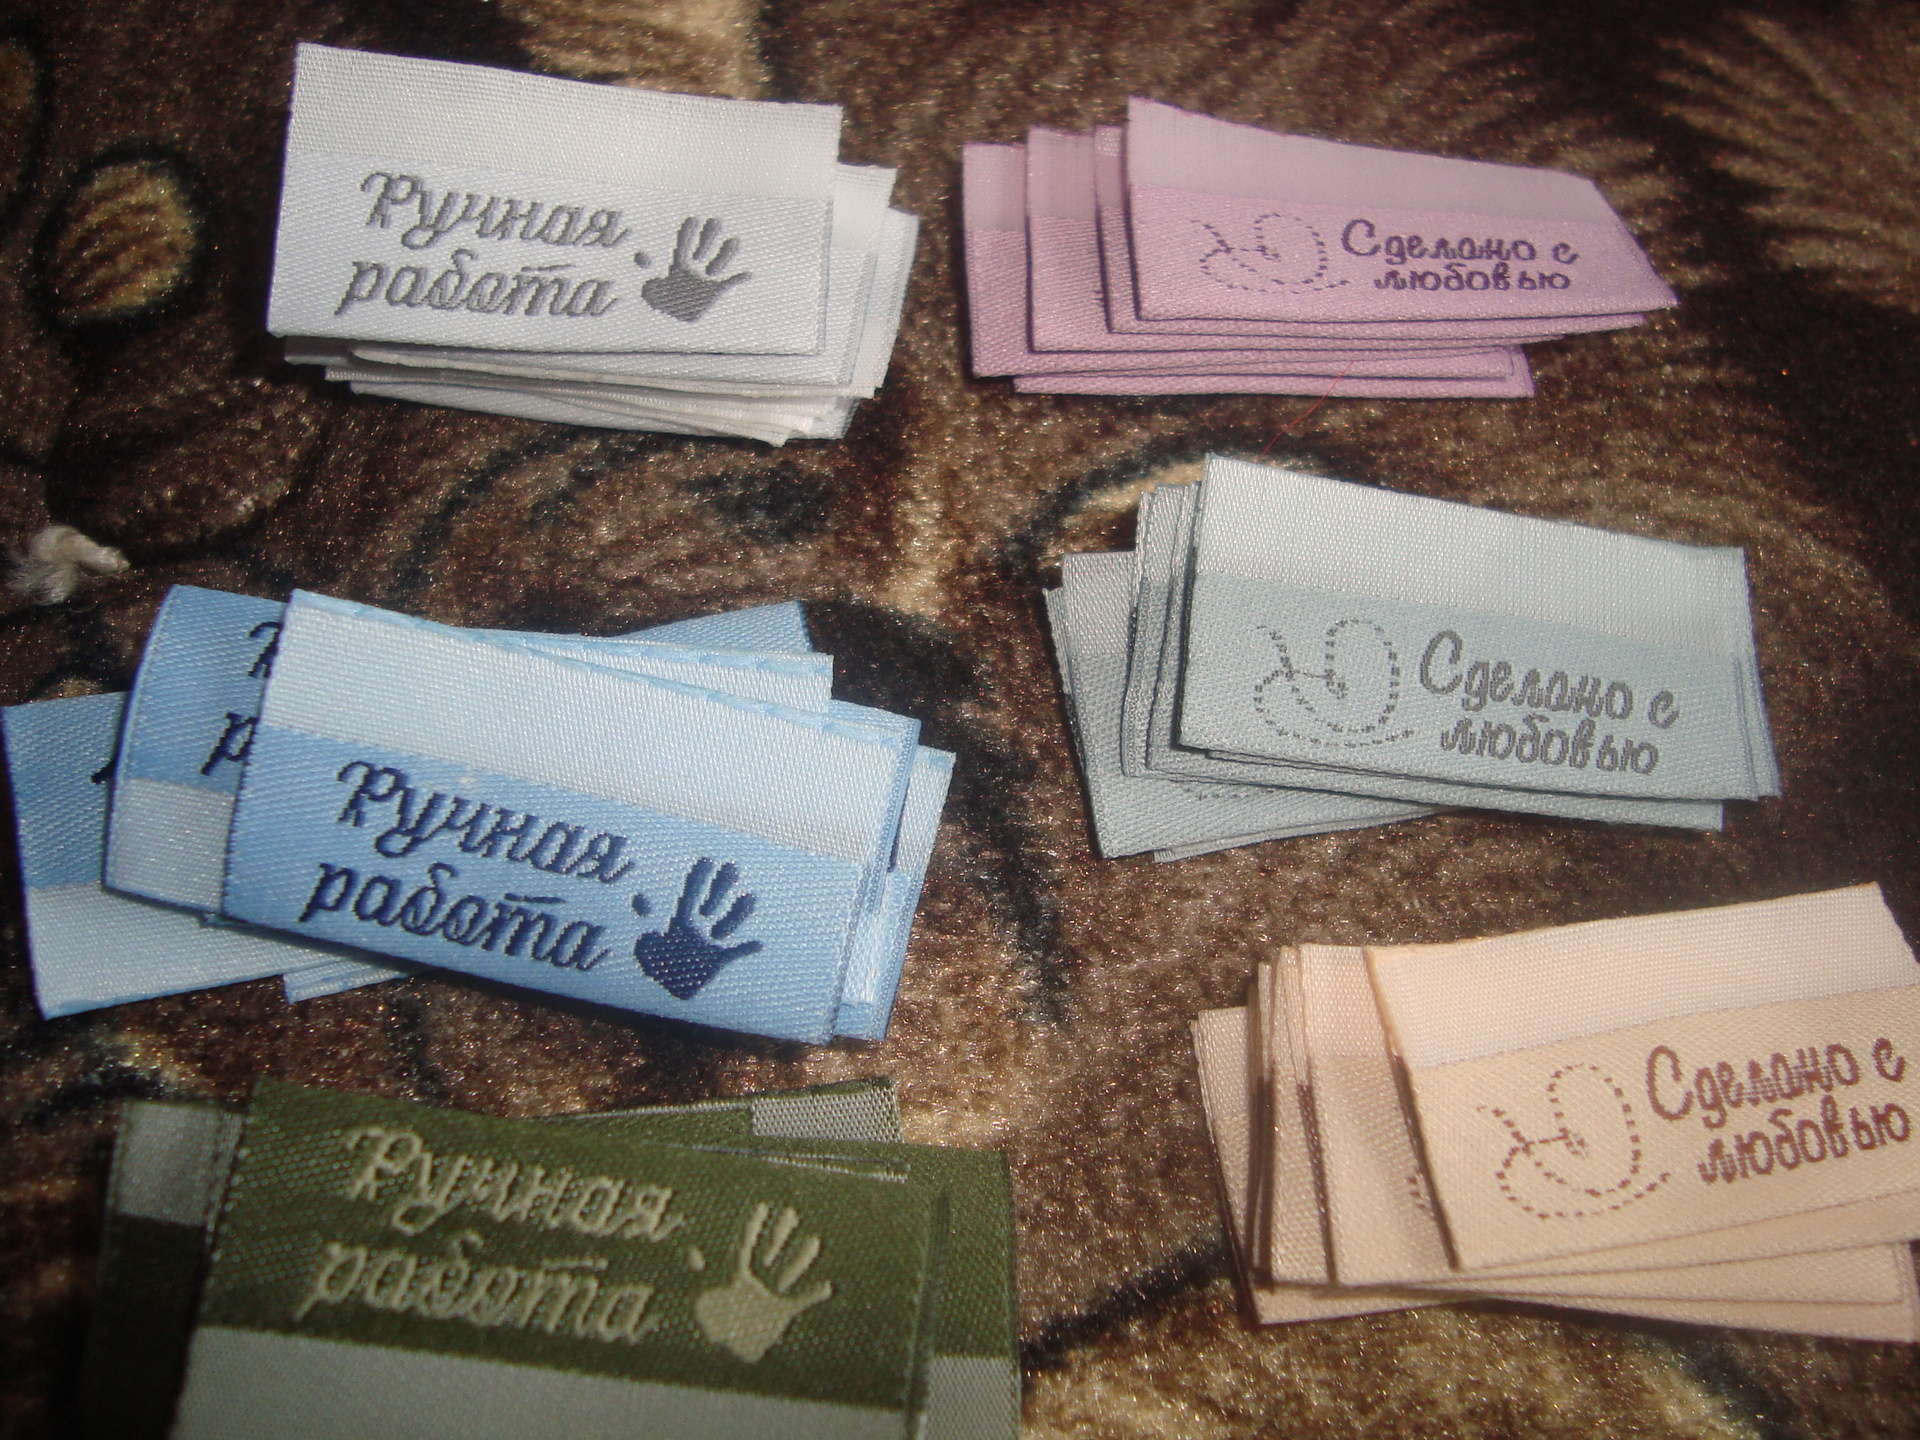 Ручная
работа
Сделано с
любовью
Сделано с
любовью
Ручная
работа
Сделано с
любовью
Ручная
работа